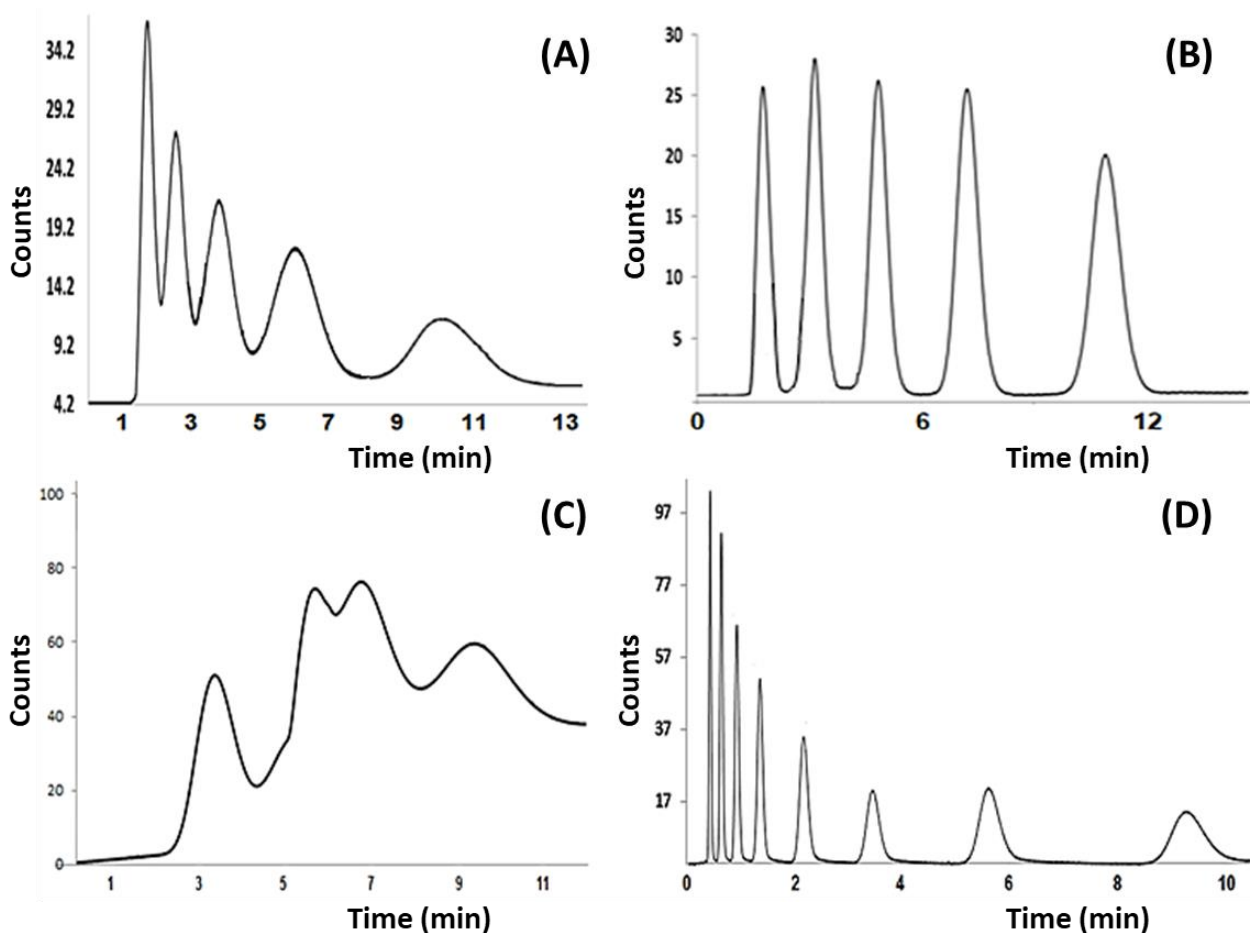 (A)
34.2
29.2
24.2
19.2
14.2
9.2
4.2
Counts
1 3 5 7 9 11 13
Time (min)
(B)
30
25
20
15
10
5
Counts
0 6 12
Time (min)
(C)
100
80
60
40
20
0
Counts
1 3 5 7 9 11
Time (min)
(D)
97
77
57
37
17
Counts
0 2 4 6 8 10
Time (min)